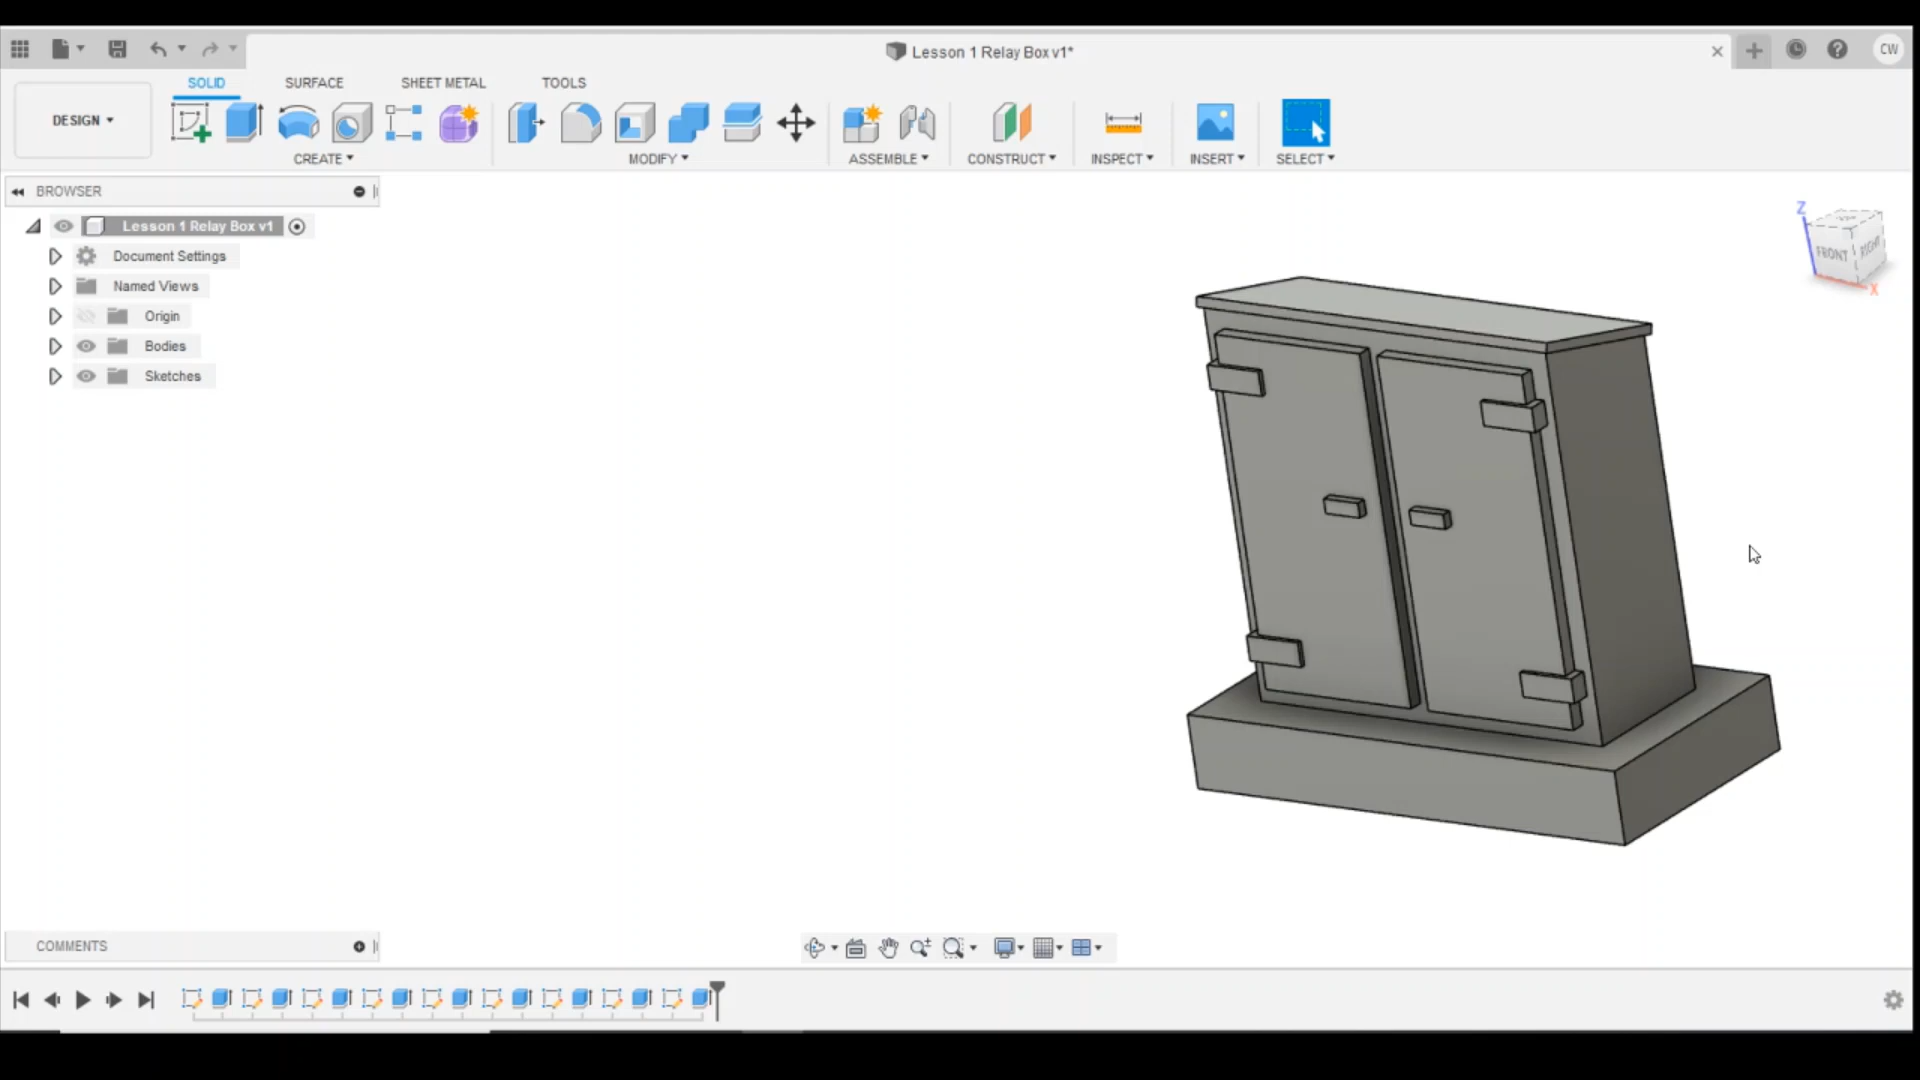 Lesson 1 Relay Box v1*
CW
DESIGN
SOLID
SURFACE
SHEET METAL
TOOLS
CREATE
MODIFY
ASSEMBLE
CONSTRUCT
INSPECT
INSERT
SELECT
BROWSER
Lesson 1 Relay Box v1
Document Settings
Named Views
Origin
Bodies
Sketches
Z
FRONT
RIGHT
X
COMMENTS